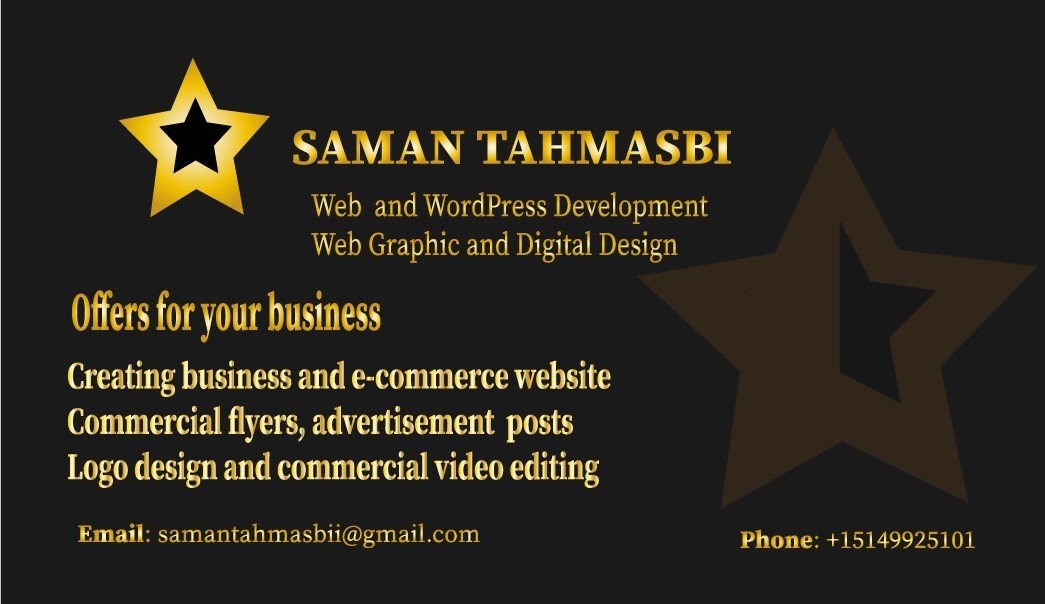 SAMAN TAHMASBI
Web and WordPress Development
Web Graphic and Digital Design
Offers for your business
Creating business and e-commerce website
Commercial flyers, advertisement posts
Logo design and commercial video editing
Email: samantahmasbii@gmail.com
Phone: +15149925101